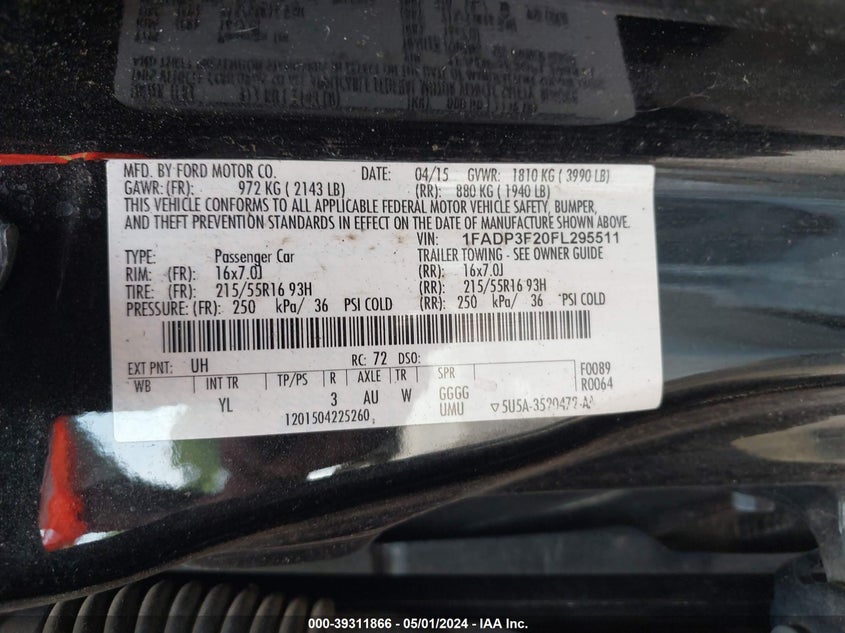 MFD. BY FORD MOTOR CO. DATE: 04/15 GVWR: 1810 KG ( 3990 LB)
GAWR: (FR): 972 KG ( 2143 LB) (RR): 880 KG ( 1940 LB)
THIS VEHICLE CONFORMS TO ALL APPLICABLE FEDERAL MOTOR VEHICLE SAFETY, BUMPER,
AND THEFT PREVENTION STANDARDS IN EFFECT ON THE DATE OF MANUFACTURE SHOWN ABOVE.
VIN: 1FADP3F20FL295511
TYPE: Passenger Car TRAILER TOWING - SEE OWNER GUIDE
RIM: (FR): 16x7.0J (RR): 16x7.0J
TIRE: (FR): 215/55R16 93H (RR): 215/55R16 93H
PRESSURE: (FR): 250 kPa/ 36 PSI COLD (RR): 250 kPa/ 36 PSI COLD
EXT PNT: UH RC: 72 DSO: F0089
WB INT TR TP/PS R AXLE TR SPR R0064
YL 3 AU W GGGG
1201504225260 UMU ▽5U5A-3520472-AA
000-39311866 - 05/01/2024 - IAA Inc.